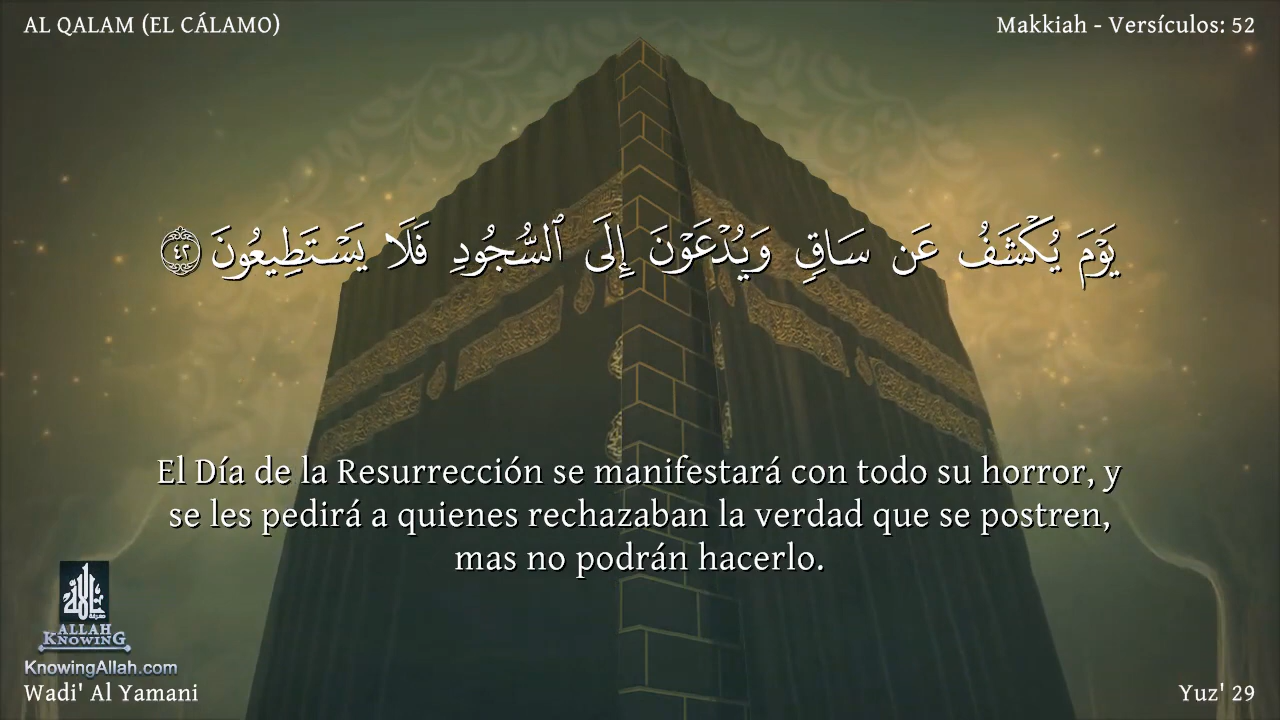 AL QALAM (EL CÁLAMO)
Makkiah - Versículos: 52
يَوْمَ يُكْشَفُ عَن سَاقٍ وَيُدْعَوْنَ إِلَى ٱلسُّجُودِ فَلَا يَسْتَطِيعُونَ ٤٢
El Día de la Resurrección se manifestará con todo su horror, y
se les pedirá a quienes rechazaban la verdad que se postren,
mas no podrán hacerlo.
ALLAH
KNOWING
KnowingAllah.com
Wadi' Al Yamani
Yuz' 29